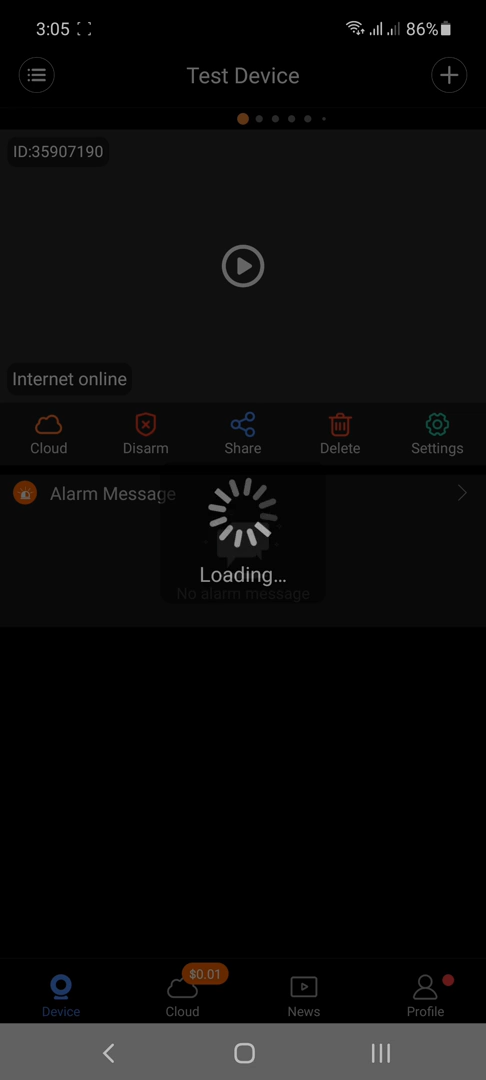 3:05
86%
Test Device
ID:35907190
Internet online
Cloud
Disarm
Share
Delete
Settings
Alarm Message
Loading...
No alarm message
$0.01
Device
Cloud
News
Profile